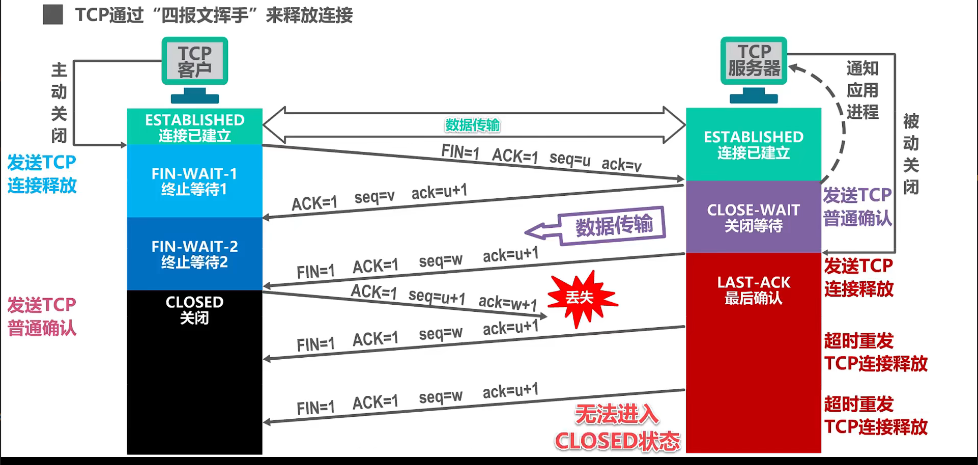 TCP通过“四报文挥手”来释放连接
TCP
客户
TCP
服务器
主
动
关
闭
通知
应用
进程
被
动
关
闭
ESTABLISHED
连接已建立
数据传输
ESTABLISHED
连接已建立
发送TCP
连接释放
FIN=1 ACK=1 seq=u ack=v
FIN-WAIT-1
终止等待1
ACK=1 seq=v ack=u+1
CLOSE-WAIT
关闭等待
发送TCP
普通确认
数据传输
FIN-WAIT-2
终止等待2
FIN=1 ACK=1 seq=w ack=u+1
发送TCP
连接释放
LAST-ACK
最后确认
CLOSED
关闭
发送TCP
普通确认
ACK=1 seq=u+1 ack=w+1
丢失
FIN=1 ACK=1 seq=w ack=u+1
超时重发
TCP连接释放
FIN=1 ACK=1 seq=w ack=u+1
超时重发
TCP连接释放
无法进入
CLOSED状态